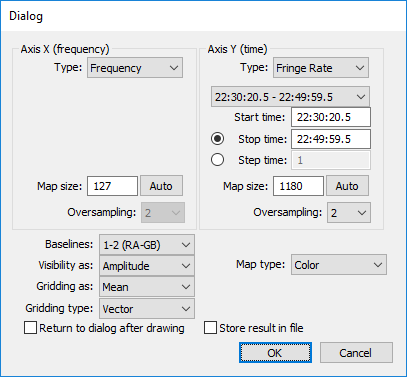 Dialog
Axis X (frequency)
Type: Frequency
Map size: 127 Auto
Oversampling: 2
Axis Y (time)
Type: Fringe Rate
22:30:20.5 - 22:49:59.5
Start time: 22:30:20.5
Stop time: 22:49:59.5
Step time: 1
Map size: 1180 Auto
Oversampling: 2
Baselines: 1-2 (RA-GB)
Visibility as: Amplitude
Gridding as: Mean
Gridding type: Vector
Map type: Color
Return to dialog after drawing
Store result in file
OK
Cancel